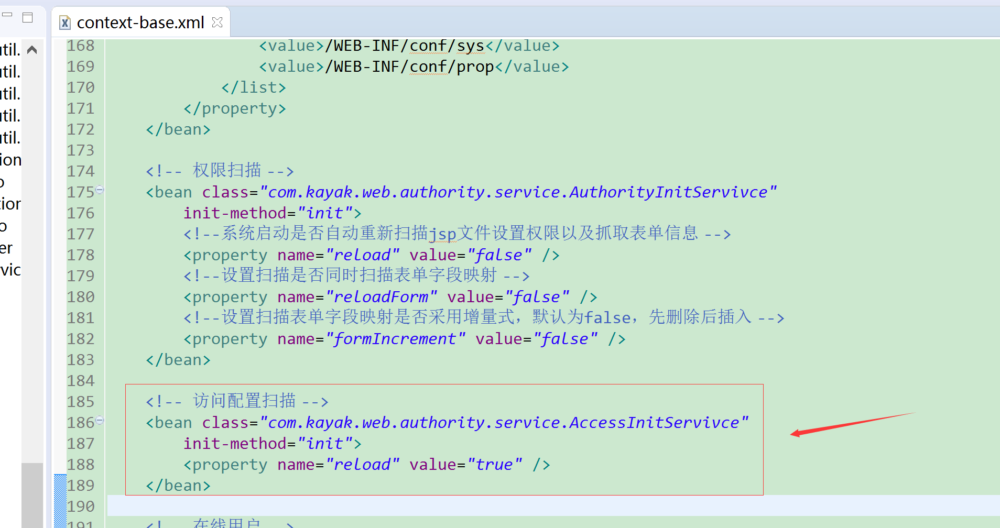 context-base.xml
util.
util.
util.
util.
util.
ion
o
tion
o
er
rvic
168 <value>/WEB-INF/conf/sys</value>
169 <value>/WEB-INF/conf/prop</value>
170 </list>
171 </property>
172 </bean>
173
174 <!-- 权限扫描 -->
175 <bean class="com.kayak.web.authority.service.AuthorityInitServivce"
176 init-method="init">
177 <!--系统启动是否自动重新扫描jsp文件设置权限以及抓取表单信息 -->
178 <property name="reload" value="false" />
179 <!--设置扫描是否同时扫描表单字段映射 -->
180 <property name="reloadForm" value="false" />
181 <!--设置扫描表单字段映射是否采用增量式，默认为false，先删除后插入 -->
182 <property name="formIncrement" value="false" />
183 </bean>
184
185 <!-- 访问配置扫描 -->
186 <bean class="com.kayak.web.authority.service.AccessInitServivce"
187 init-method="init">
188 <property name="reload" value="true" />
189 </bean>
190
191 <!-- 在线用户 -->